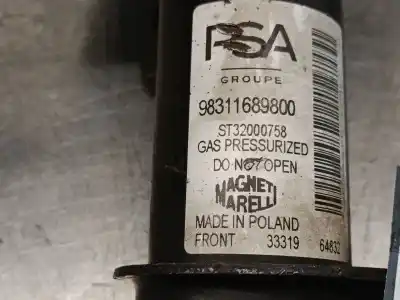 PSA
GROUPE
98311689800
ST32000758
GAS PRESSURIZED
DO NOT OPEN
MAGNETI
MARELLI
MADE IN POLAND
FRONT 33319 64832